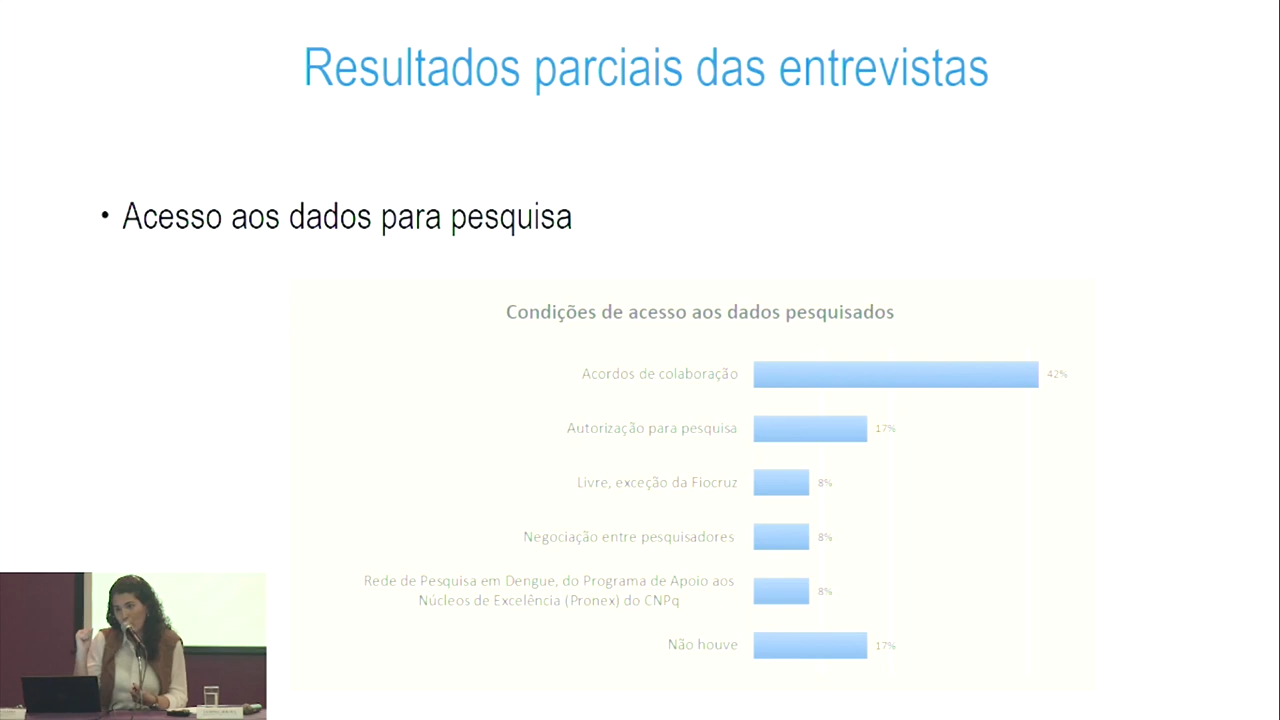 Resultados parciais das entrevistas
• Acesso aos dados para pesquisa
Condições de acesso aos dados pesquisados
Acordos de colaboração 42%
Autorização para pesquisa 17%
Livre, exceção da Fiocruz 8%
Negociação entre pesquisadores 8%
Rede de Pesquisa em Dengue, do Programa de Apoio aos
Núcleos de Excelência (Pronex) do CNPq 8%
Não houve 17%